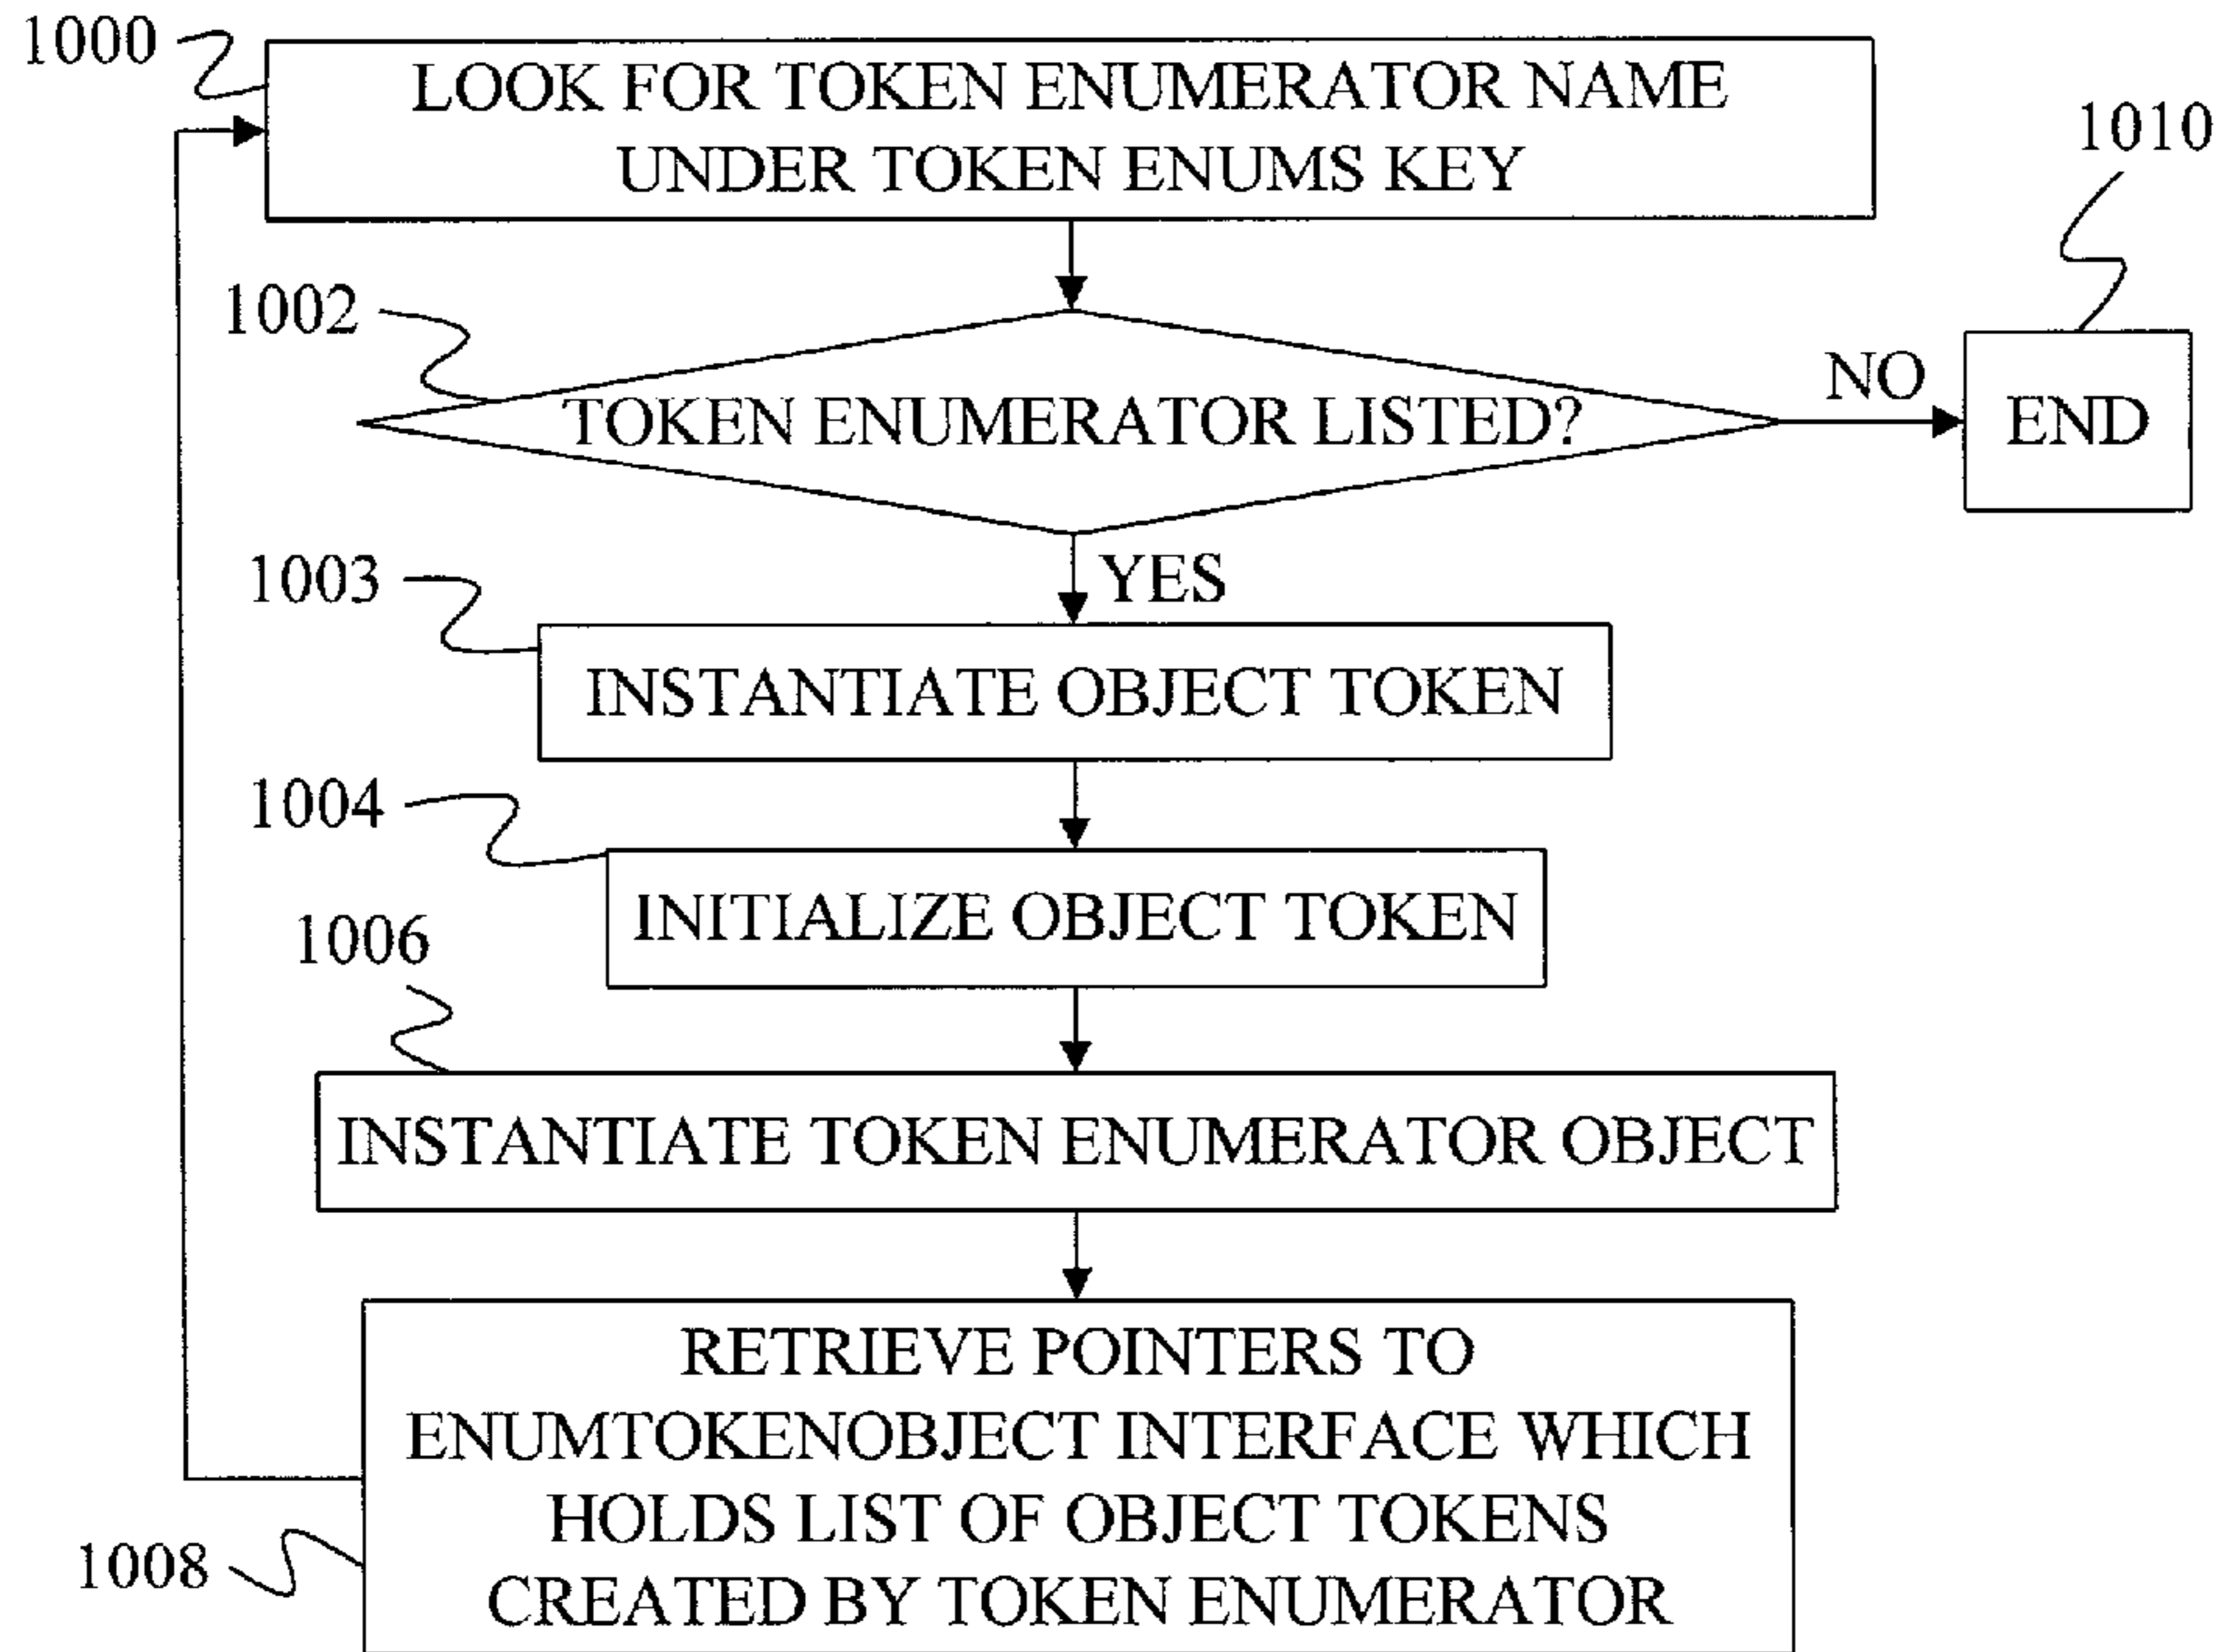 1000
LOOK FOR TOKEN ENUMERATOR NAME
UNDER TOKEN ENUMS KEY
1010
1002
TOKEN ENUMERATOR LISTED?
NO
END
YES
1003
INSTANTIATE OBJECT TOKEN
1004
INITIALIZE OBJECT TOKEN
1006
INSTANTIATE TOKEN ENUMERATOR OBJECT
RETRIEVE POINTERS TO
ENUMTOKENOBJECT INTERFACE WHICH
HOLDS LIST OF OBJECT TOKENS
CREATED BY TOKEN ENUMERATOR
1008